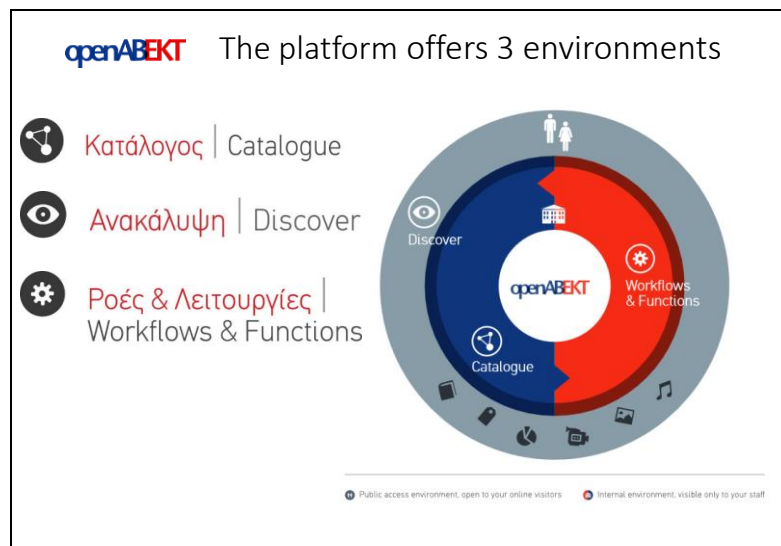 openABEKT The platform offers 3 environments
Κατάλογος | Catalogue
Ανακάλυψη | Discover
Ροές & Λειτουργίες |
Workflows & Functions
Discover
openABEKT
Workflows
& Functions
Catalogue
Public access environment, open to your online visitors
Internal environment, visible only to your staff